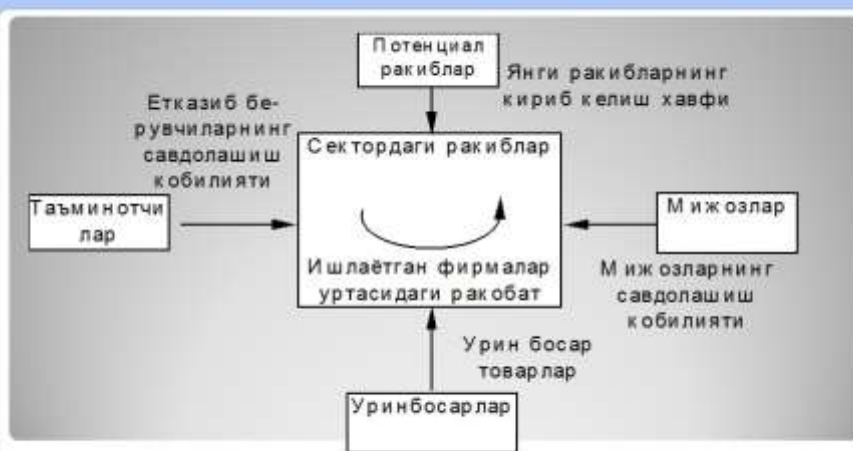 Потенциал
ракиблар
Янги ракибларнинг
кириб келиш хавфи
Етказиб бе-
рувчиларнинг
савдолашиш
кобилияти
Сектордаги ракиблар
Таъминотчи
лар
Мижозлар
Ишлаётган фирмалар
уртасидаги ракобат
Мижозларнинг
савдолашиш
кобилияти
Урин босар
товарлар
Уринбосарлар